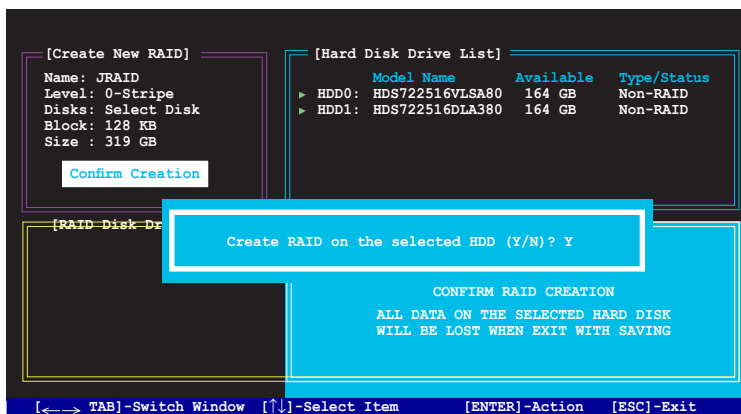 [Create New RAID]
Name: JRAID
Level: 0-Stripe
Disks: Select Disk
Block: 128 KB
Size : 319 GB
Confirm Creation
[Hard Disk Drive List]
Model Name Available Type/Status
HDD0: HDS722516VLSA80 164 GB Non-RAID
HDD1: HDS722516DLA380 164 GB Non-RAID
[RAID Disk Dr
Create RAID on the selected HDD (Y/N)? Y
CONFIRM RAID CREATION
ALL DATA ON THE SELECTED HARD DISK
WILL BE LOST WHEN EXIT WITH SAVING
[←→ TAB]-Switch Window [↑↓]-Select Item [ENTER]-Action [ESC]-Exit